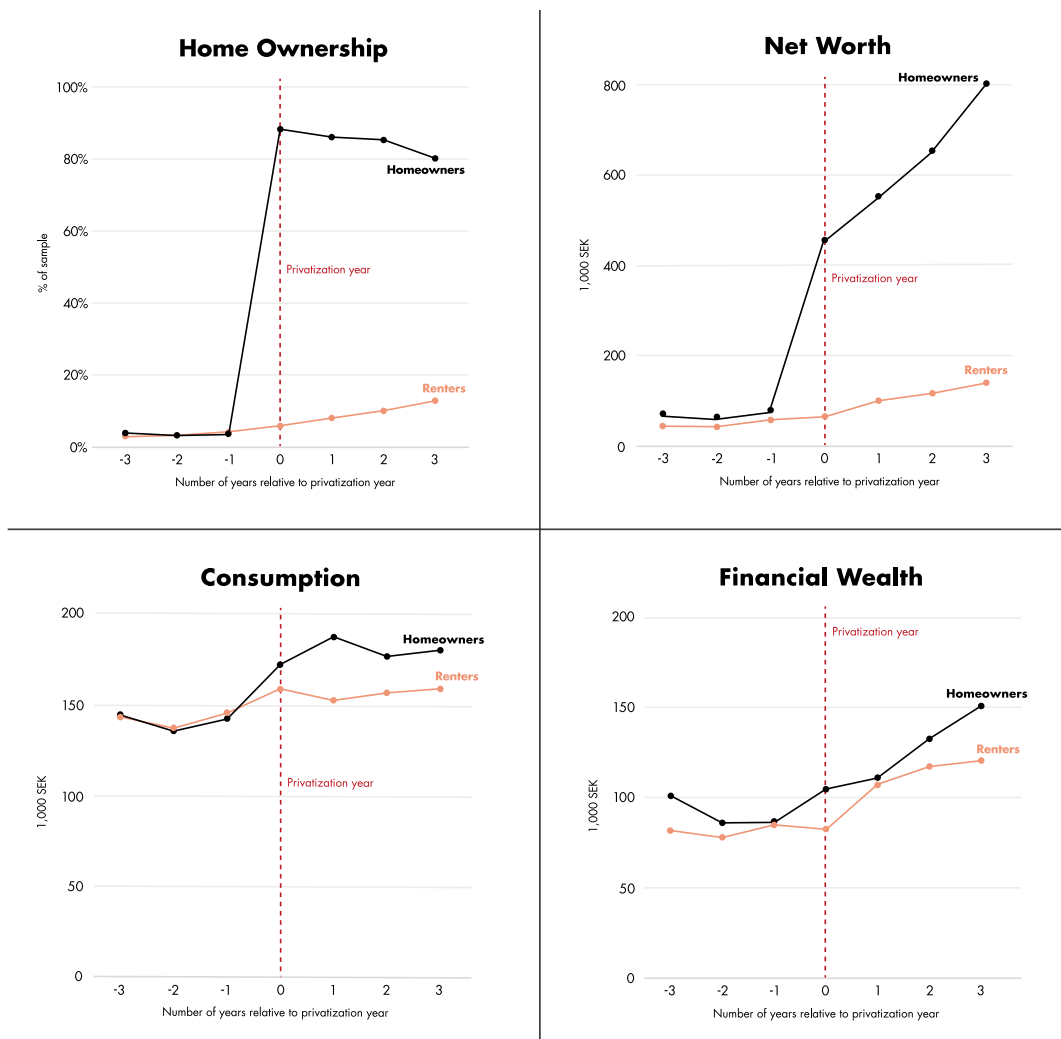 Home Ownership
100%
80%
60%
40%
20%
0%
% of sample
Homeowners
Privatization year
Renters
-3 -2 -1 0 1 2 3
Number of years relative to privatization year
Net Worth
800
600
400
200
0
1,000 SEK
Homeowners
Privatization year
Renters
-3 -2 -1 0 1 2 3
Number of years relative to privatization year
Consumption
200
150
100
50
0
1,000 SEK
Homeowners
Renters
Privatization year
-3 -2 -1 0 1 2 3
Number of years relative to privatization year
Financial Wealth
200
150
100
50
0
1,000 SEK
Privatization year
Homeowners
Renters
-3 -2 -1 0 1 2 3
Number of years relative to privatization year